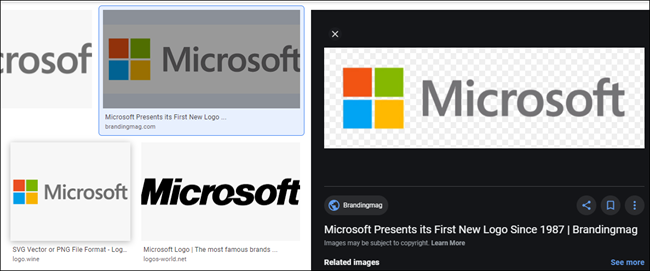 crosof
Microsoft
Microsoft Presents its First New Logo ...
brandingmag.com
Microsoft
SVG Vector or PNG File Format - Log...
logo.wine
Microsoft
Microsoft Logo | The most famous brands ...
logos-world.net
Microsoft
Brandingmag
Microsoft Presents its First New Logo Since 1987 | Brandingmag
Images may be subject to copyright. Learn More
Related images
See more